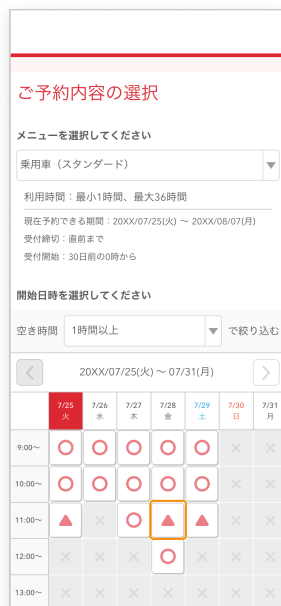 ご予約内容の選択
メニューを選択してください
乗用車（スタンダード）
利用時間：最小1時間、最大36時間
現在予約できる期間：20XX/07/25(火) ～ 20XX/08/07(月)
受付締切：直前まで
受付開始：30日前の0時から
開始日時を選択してください
空き時間 1時間以上 で絞り込む
20XX/07/25(火) ～ 07/31(月)
7/25 7/26 7/27 7/28 7/29 7/30 7/31
火 水 木 金 土 日 月
9:00～
10:00～
11:00～
12:00～
13:00～